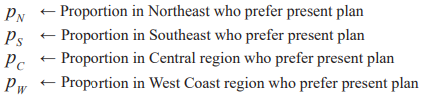 p_N ← Proportion in Northeast who prefer present plan
p_S ← Proportion in Southeast who prefer present plan
p_C ← Proportion in Central region who prefer present plan
p_W ← Proportion in West Coast region who prefer present plan